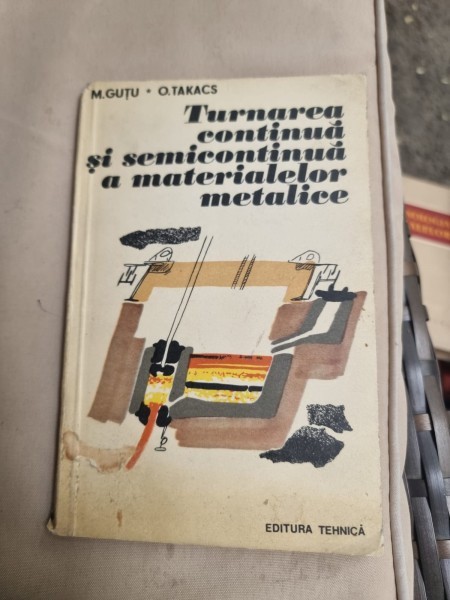 M.GUȚU • O.TAKACS
Turnarea
continuă
și semicontinuă
a materialelor
metalice
EDITURA TEHNICĂ